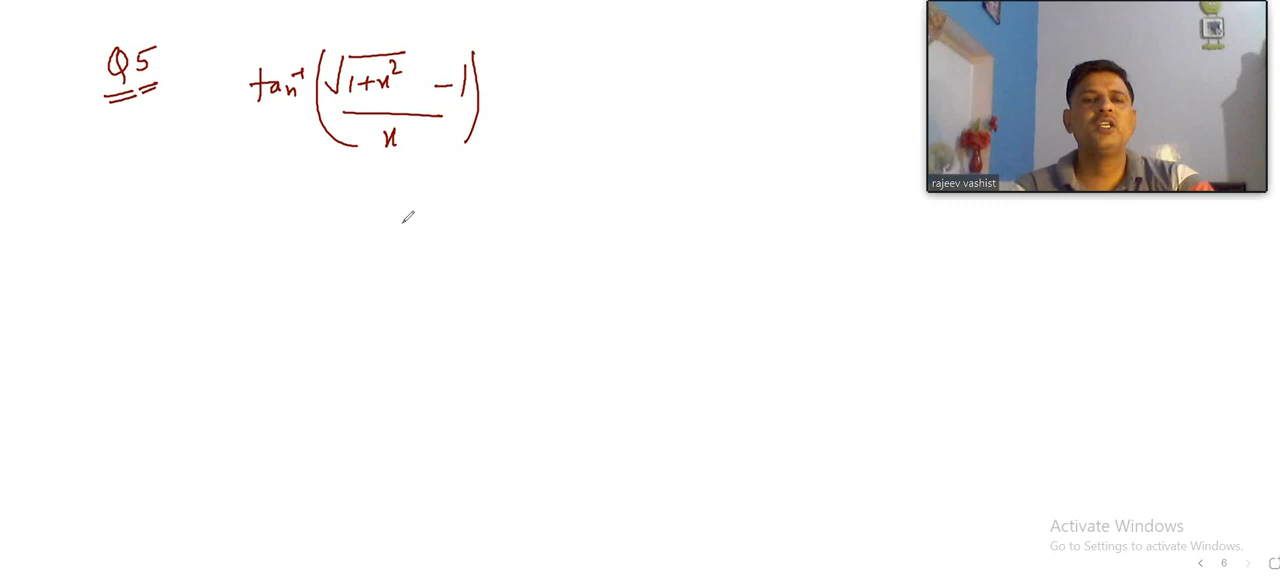 Q5 tan⁻¹(√(1+x²) - 1 / x)
rajeev vashist
Activate Windows
Go to Settings to activate Windows.
6